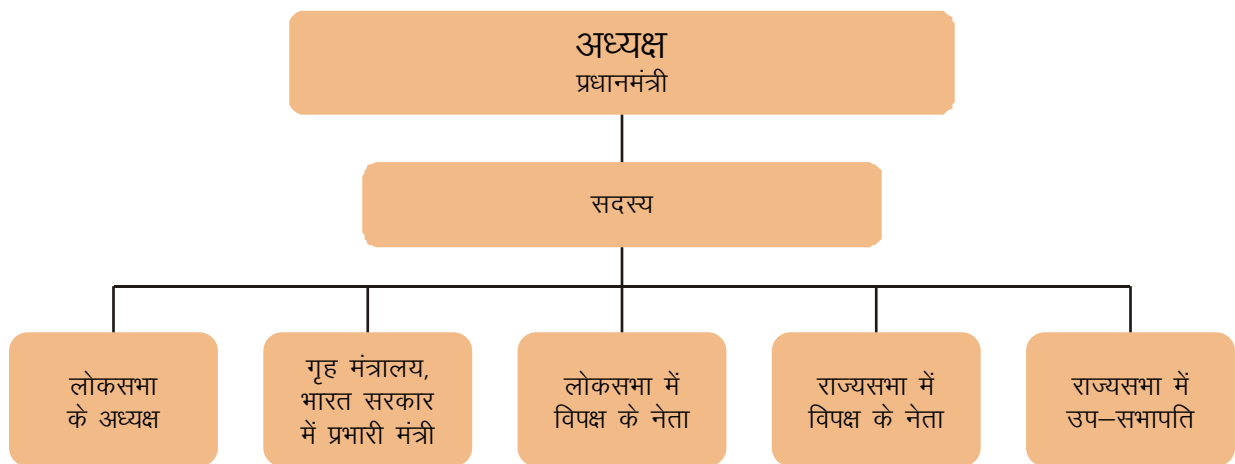 अध्यक्ष
प्रधानमंत्री
सदस्य
लोकसभा
के अध्यक्ष
गृह मंत्रालय,
भारत सरकार
में प्रभारी मंत्री
लोकसभा में
विपक्ष के नेता
राज्यसभा में
विपक्ष के नेता
राज्यसभा में
उप–सभापति